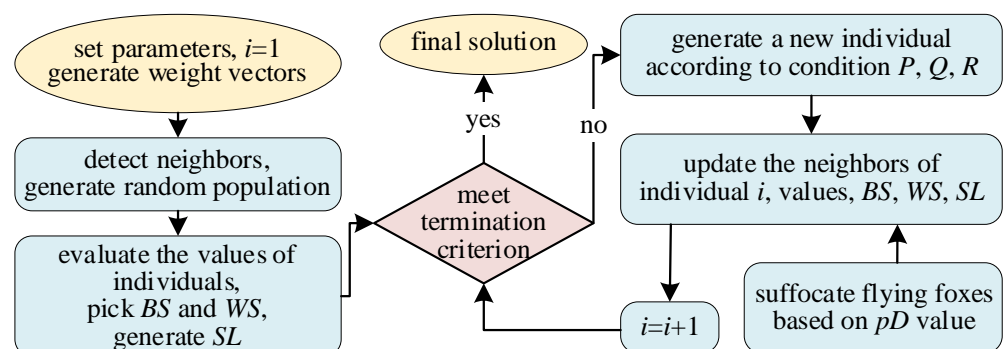 set parameters, i=1
generate weight vectors
detect neighbors,
generate random population
evaluate the values of
individuals,
pick BS and WS,
generate SL
final solution
yes
no
meet
termination
criterion
generate a new individual
according to condition P, Q, R
update the neighbors of
individual i, values, BS, WS, SL
i=i+1
suffocate flying foxes
based on pD value